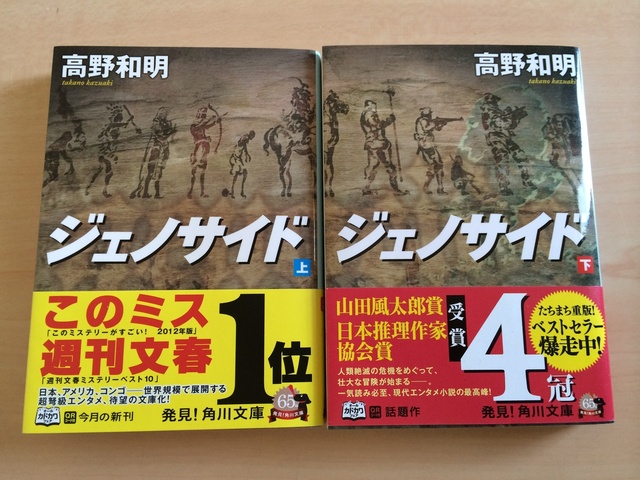 高野和明
takano kazuaki
ジェノサイド
上
このミス
「このミステリーがすごい! 2012年版」
週刊文春
「週刊文春ミステリーベスト10」
1位
日本、アメリカ、コンゴ――世界規模で展開する
超弩級エンタメ、待望の文庫化!
カドカワ
今月の新刊
発見!角川文庫
65
高野和明
takano kazuaki
ジェノサイド
下
山田風太郎賞
日本推理作家
協会賞
受賞
4冠
たちまち重版!
ベストセラー
爆走中!
人類絶滅の危機をめぐって、
壮大な冒険が始まる――。
一気読み必至、現代エンタメ小説の最高峰!
カドカワ
話題作
発見!角川文庫
65